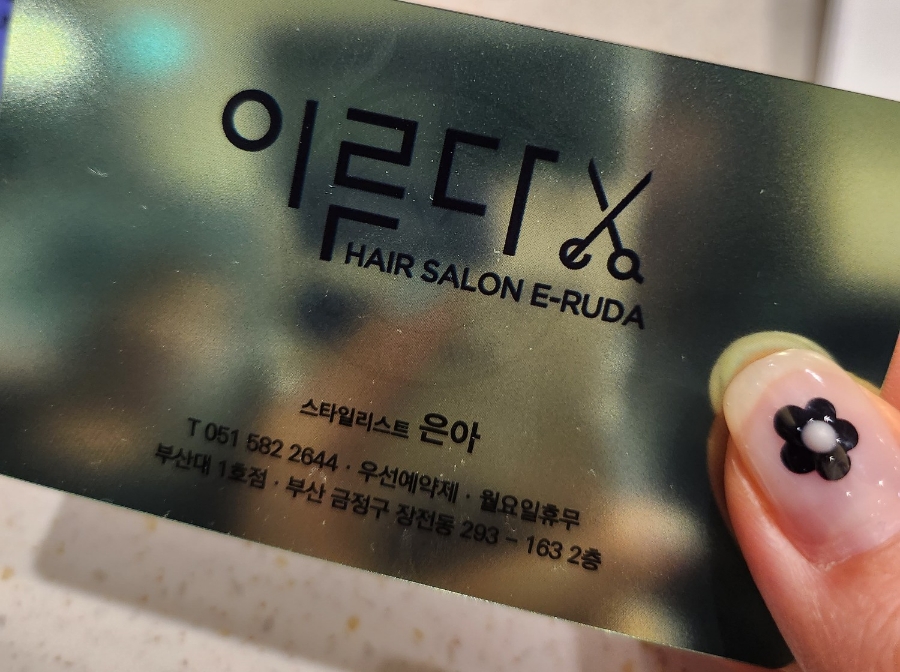 이르다
HAIR SALON E-RUDA
스타일리스트 은아
T 051 582 2644 · 우선예약제 · 월요일휴무
부산대 1호점 · 부산 금정구 장전동 293 - 163 2층